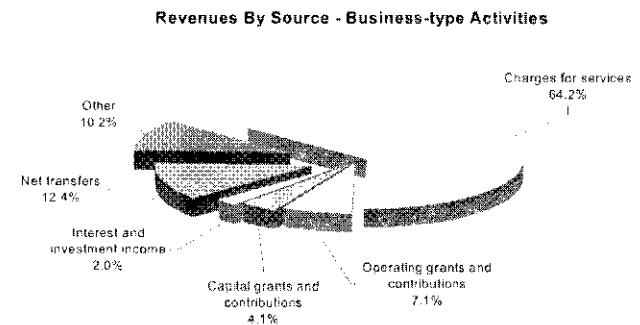 Revenues By Source - Business-type Activities
Charges for services
64.2%
Other
10.2%
Net transfers
12.4%
Interest and
investment income
2.0%
Capital grants and
contributions
4.1%
Operating grants and
contributions
7.1%